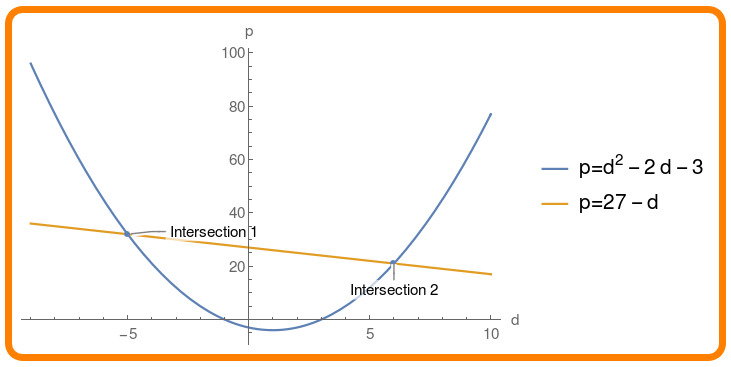 p
100
80
60
40
20
Intersection 1
Intersection 2
−5
5
10
d
p=d² − 2 d − 3
p=27 − d